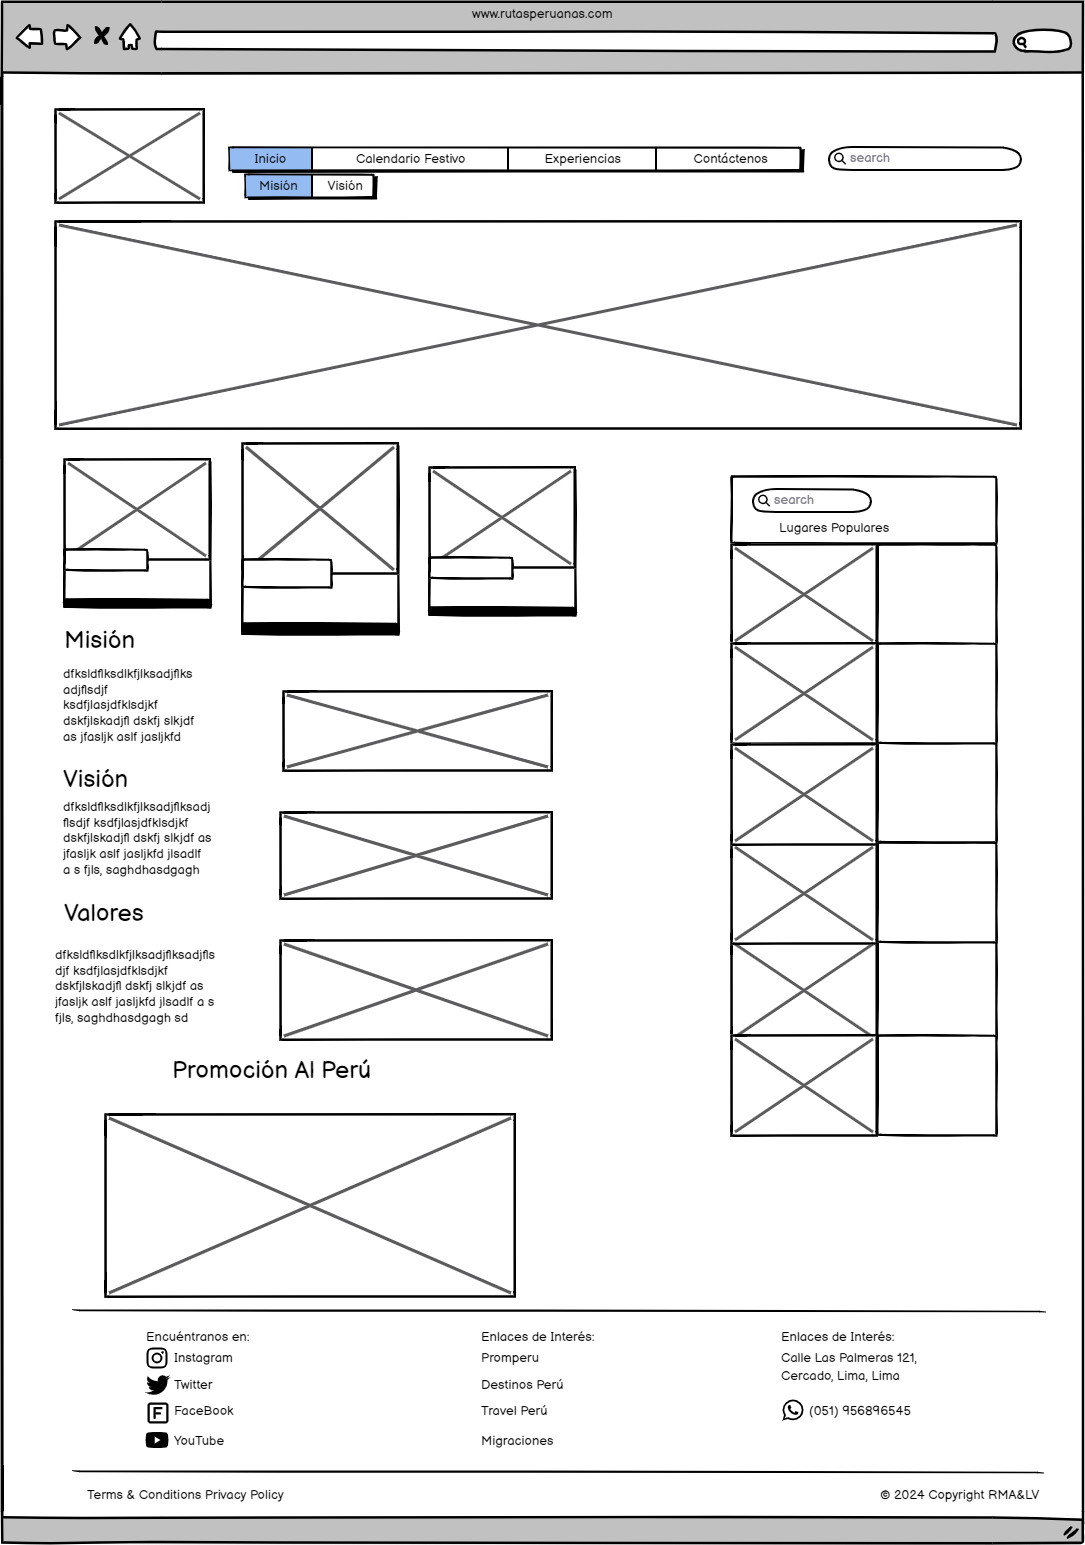 www.rutasperuanas.com
Inicio Calendario Festivo Experiencias Contáctenos search
Misión Visión
search
Lugares Populares
Misión
dfksldflksdlkfjlksadjflks
adjflsdjf
ksdfjlasjdfklsdjkf
dskfjlskadjfl dskfj slkjdf
as jfasljk aslf jasljkfd
Visión
dfksldflksdlkfjlksadjflksadj
flsdjf ksdfjlasjdfklsdjkf
dskfjlskadjfl dskfj slkjdf as
jfasljk aslf jasljkfd jlsadlf
a s fjls, saghdhasdgagh
Valores
dfksldflksdlkfjlksadjflksadjfls
djf ksdfjlasjdfklsdjkf
dskfjlskadjfl dskfj slkjdf as
jfasljk aslf jasljkfd jlsadlf a s
fjls, saghdhasdgagh sd
Promoción Al Perú
Encuéntranos en:
Instagram
Twitter
FaceBook
YouTube
Enlaces de Interés:
Promperu
Destinos Perú
Travel Perú
Migraciones
Enlaces de Interés:
Calle Las Palmeras 121,
Cercado, Lima, Lima
(051) 956896545
Terms & Conditions Privacy Policy
© 2024 Copyright RMA&LV